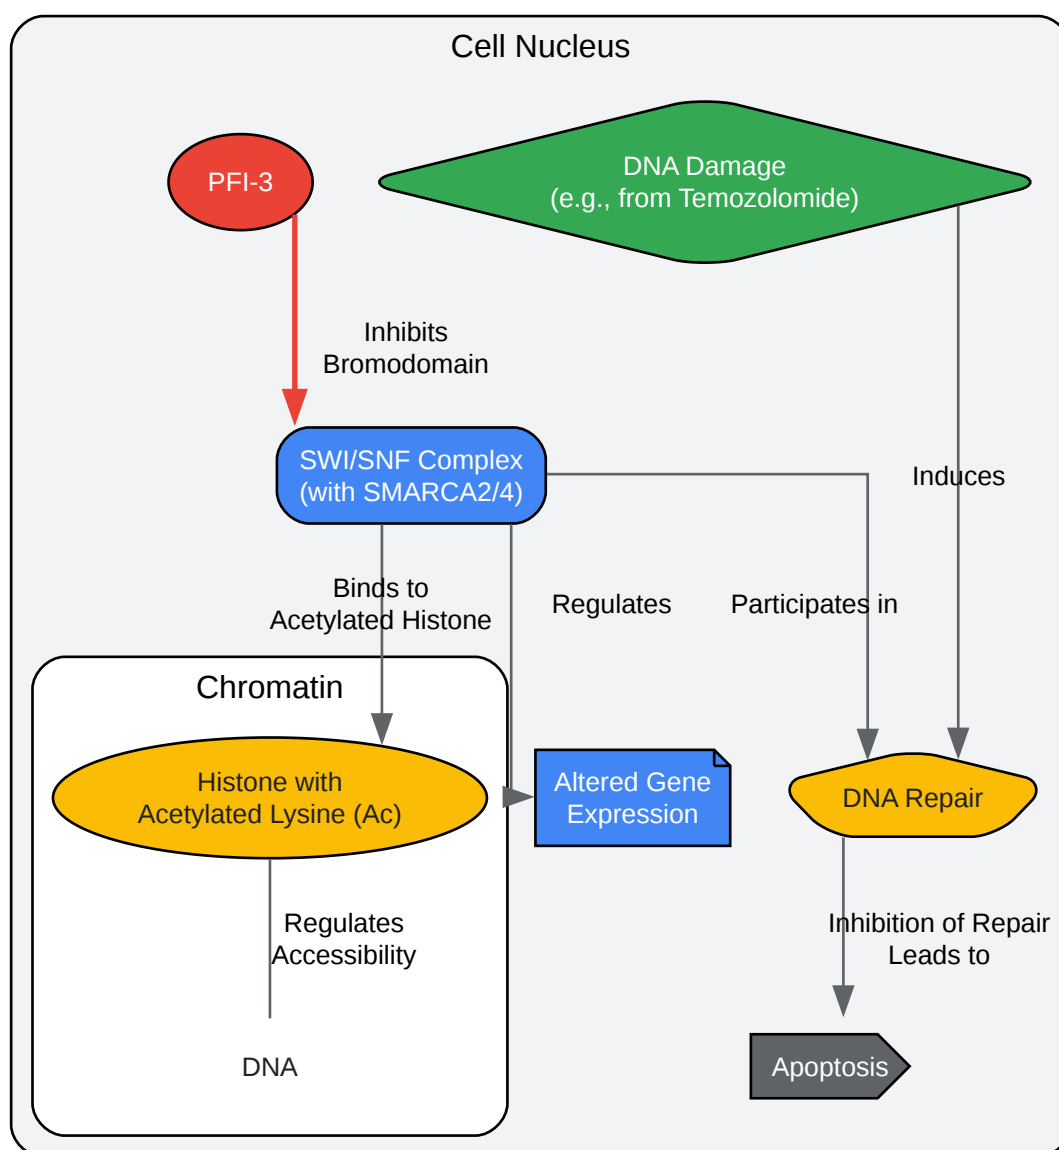 Cell Nucleus
PFI-3
DNA Damage
(e.g., from Temozolomide)
Inhibits
Bromodomain
SWI/SNF Complex
(with SMARCA2/4)
Induces
Binds to
Acetylated Histone
Regulates
Participates in
Chromatin
Histone with
Acetylated Lysine (Ac)
Altered Gene
Expression
DNA Repair
Regulates
Accessibility
Inhibition of Repair
Leads to
DNA
Apoptosis